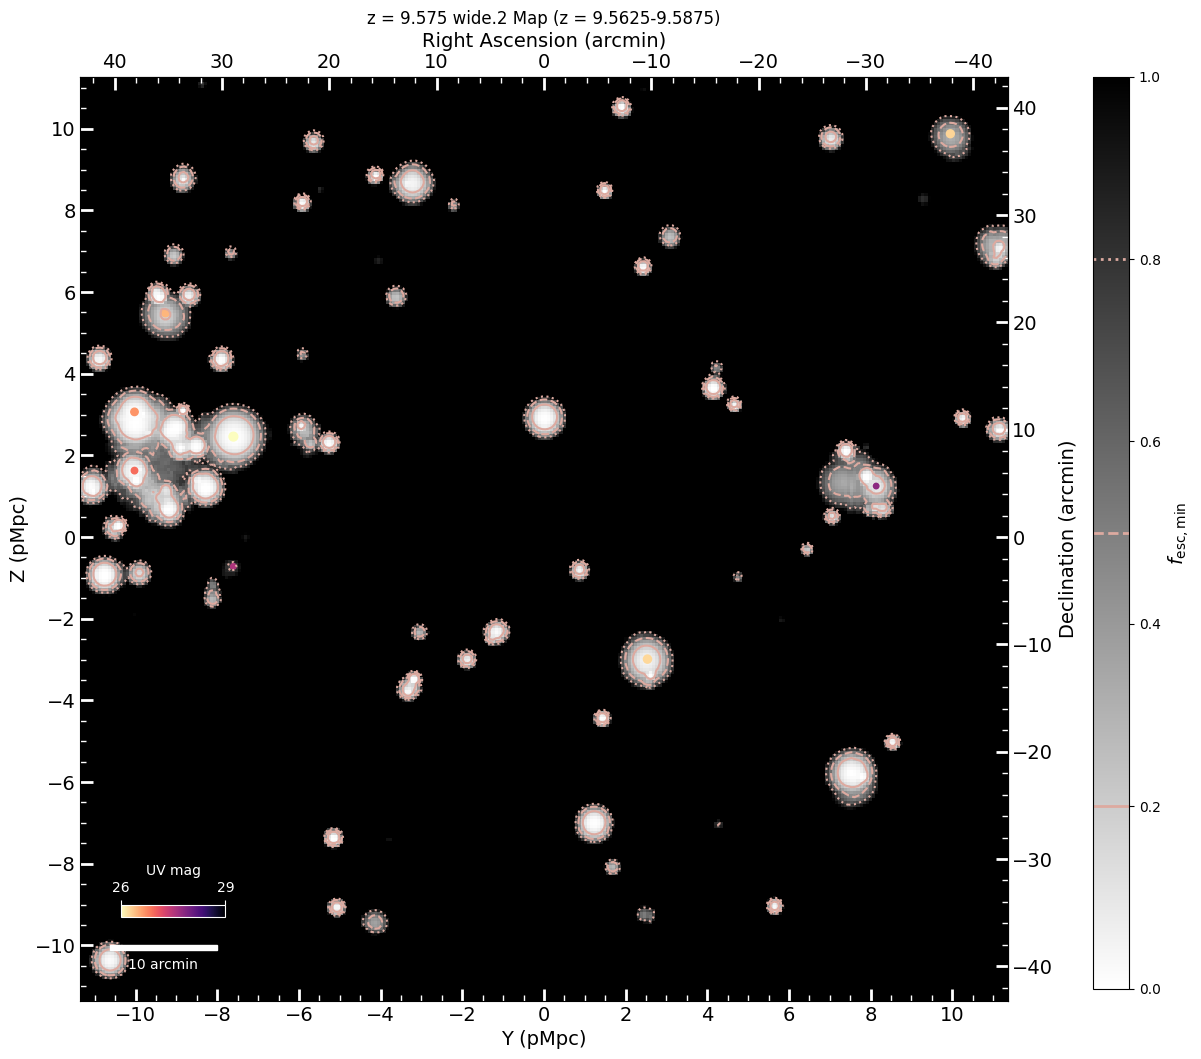 z = 9.575 wide.2 Map (z = 9.5625-9.5875)
Right Ascension (arcmin)
40 30 20 10 0 −10 −20 −30 −40
10
8
6
4
2
0
−2
−4
−6
−8
−10
Z (pMpc)
UV mag
26 29
10 arcmin
−10 −8 −6 −4 −2 0 2 4 6 8 10
Y (pMpc)
40
30
20
10
0
−10
−20
−30
−40
Declination (arcmin)
1.0
0.8
0.6
0.4
0.2
0.0
fesc,min